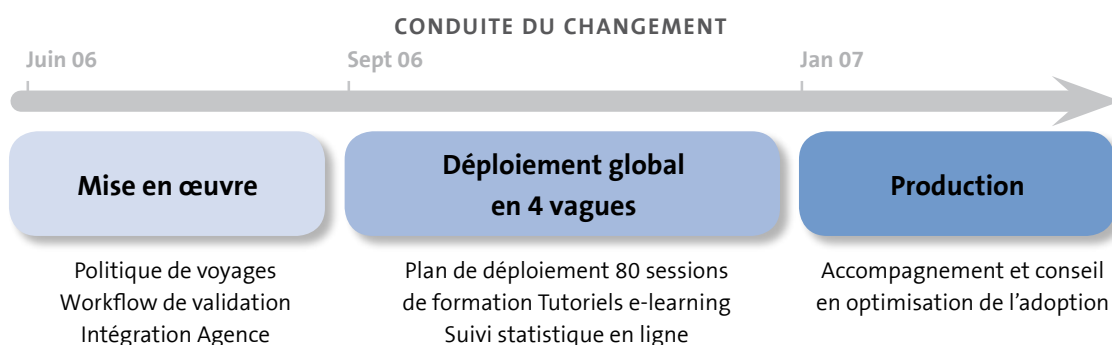 CONDUITE DU CHANGEMENT
Juin 06
Sept 06
Jan 07
Mise en œuvre
Déploiement global
en 4 vagues
Production
Politique de voyages
Workflow de validation
Intégration Agence
Plan de déploiement 80 sessions
de formation Tutoriels e-learning
Suivi statistique en ligne
Accompagnement et conseil
en optimisation de l’adoption